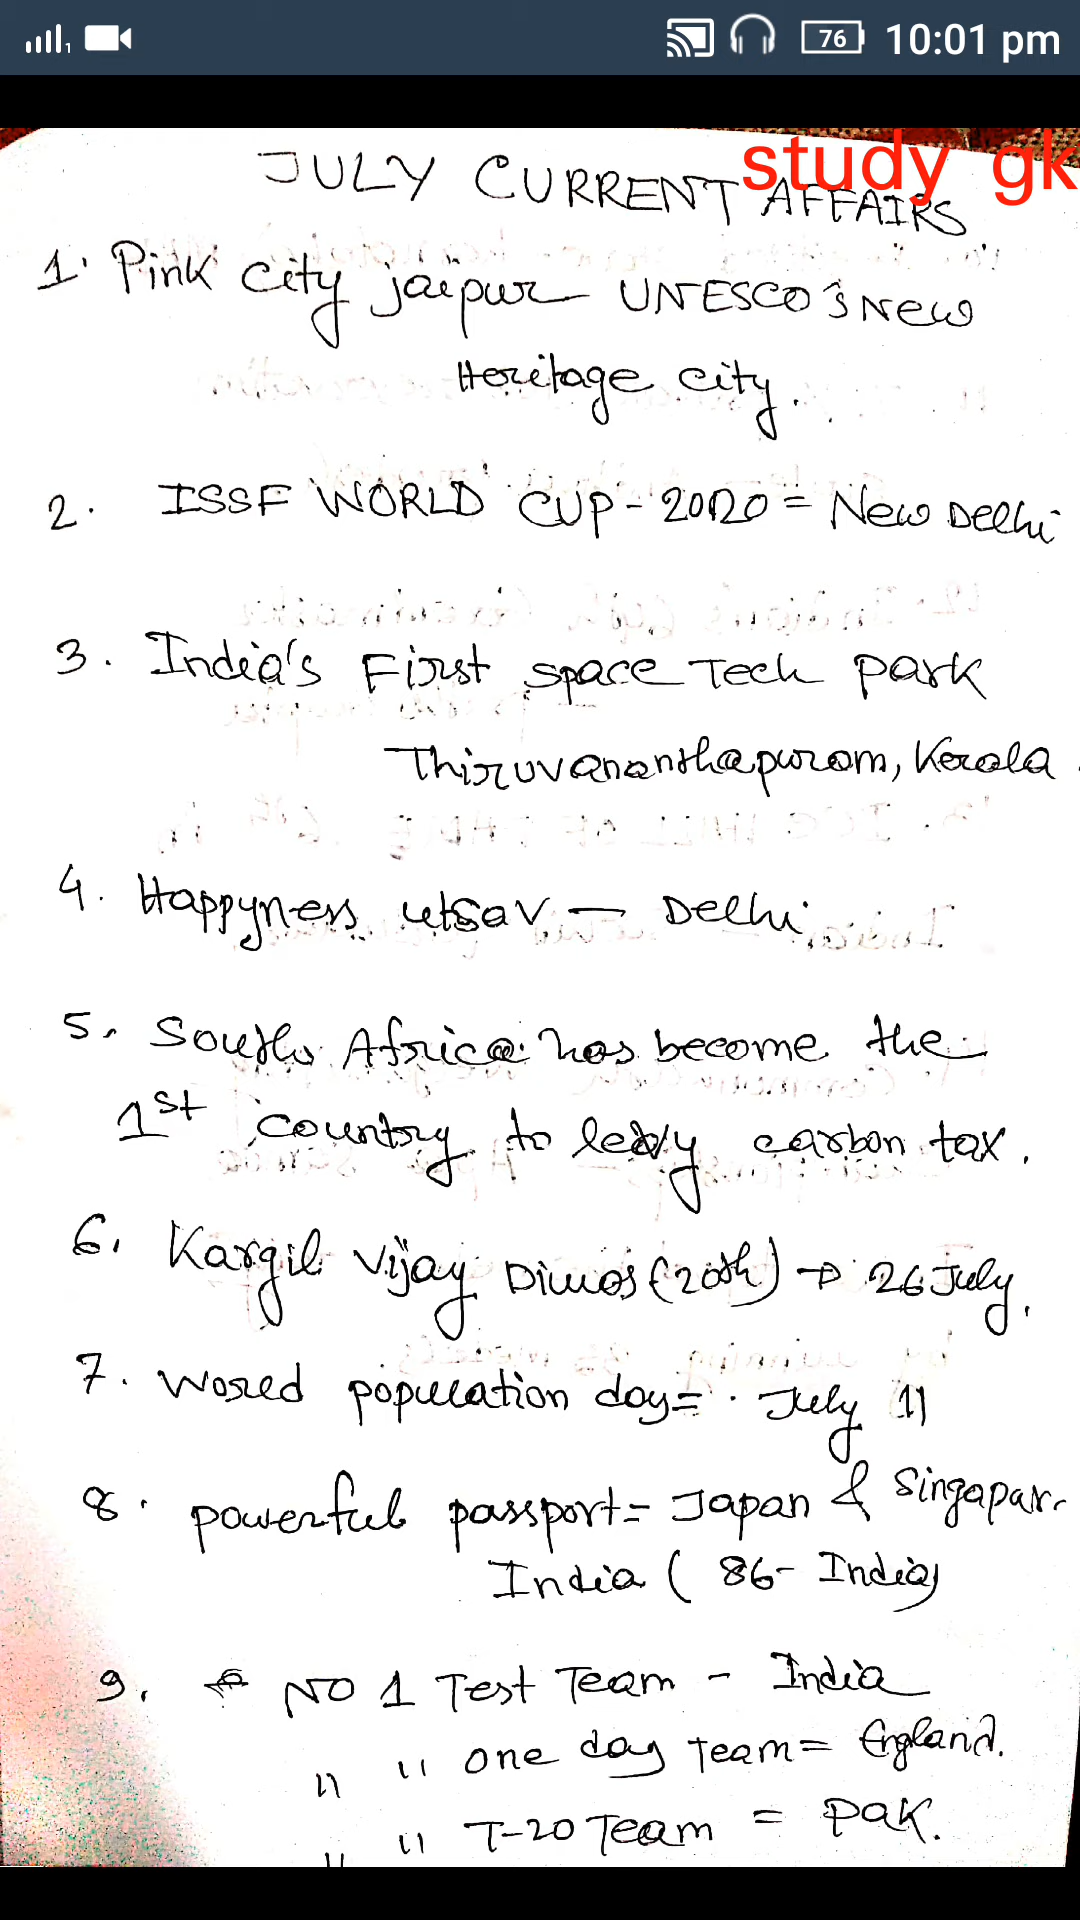 10:01 pm
76
study gk
JULY CURRENT AFFAIRS
1. Pink city jaipur UNESCO's New
Heritage city.
2. ISSF WORLD CUP - 2020 = New Delhi
3. India's First space Tech Park
Thiruvananthapuram, Kerala.
4. Happyness utsav — Delhi.
5. South Africa has become the
1st country to levy carbon tax.
6. Kargil Vijay Diwas (20th) → 26 July.
7. World population day = July 11
8. powerful passport = Japan & Singapur.
India ( 86 - India)
9. NO 1 Test Team - India
" " one day Team = England.
" " T-20 Team = Pak.